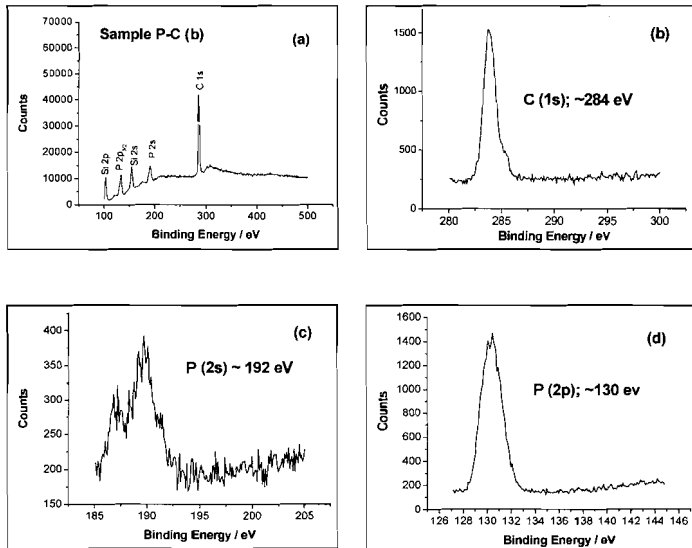 Sample P-C (b)
(a)
70000
60000
50000
40000
30000
20000
10000
0
Counts
Si 2p
P 2p3/2
Si 2s
P 2s
C 1s
100 200 300 400 500
Binding Energy / eV
(b)
1500
1000
500
0
Counts
C (1s); ~284 eV
280 285 290 295 300
Binding Energy / eV
(c)
400
350
300
250
200
150
Counts
P (2s) ~ 192 eV
185 190 195 200 205
Binding Energy / eV
(d)
1600
1400
1200
1000
800
600
400
200
0
Counts
P (2p); ~130 ev
126 128 130 132 134 136 138 140 142 144 146
Binding Energy / eV